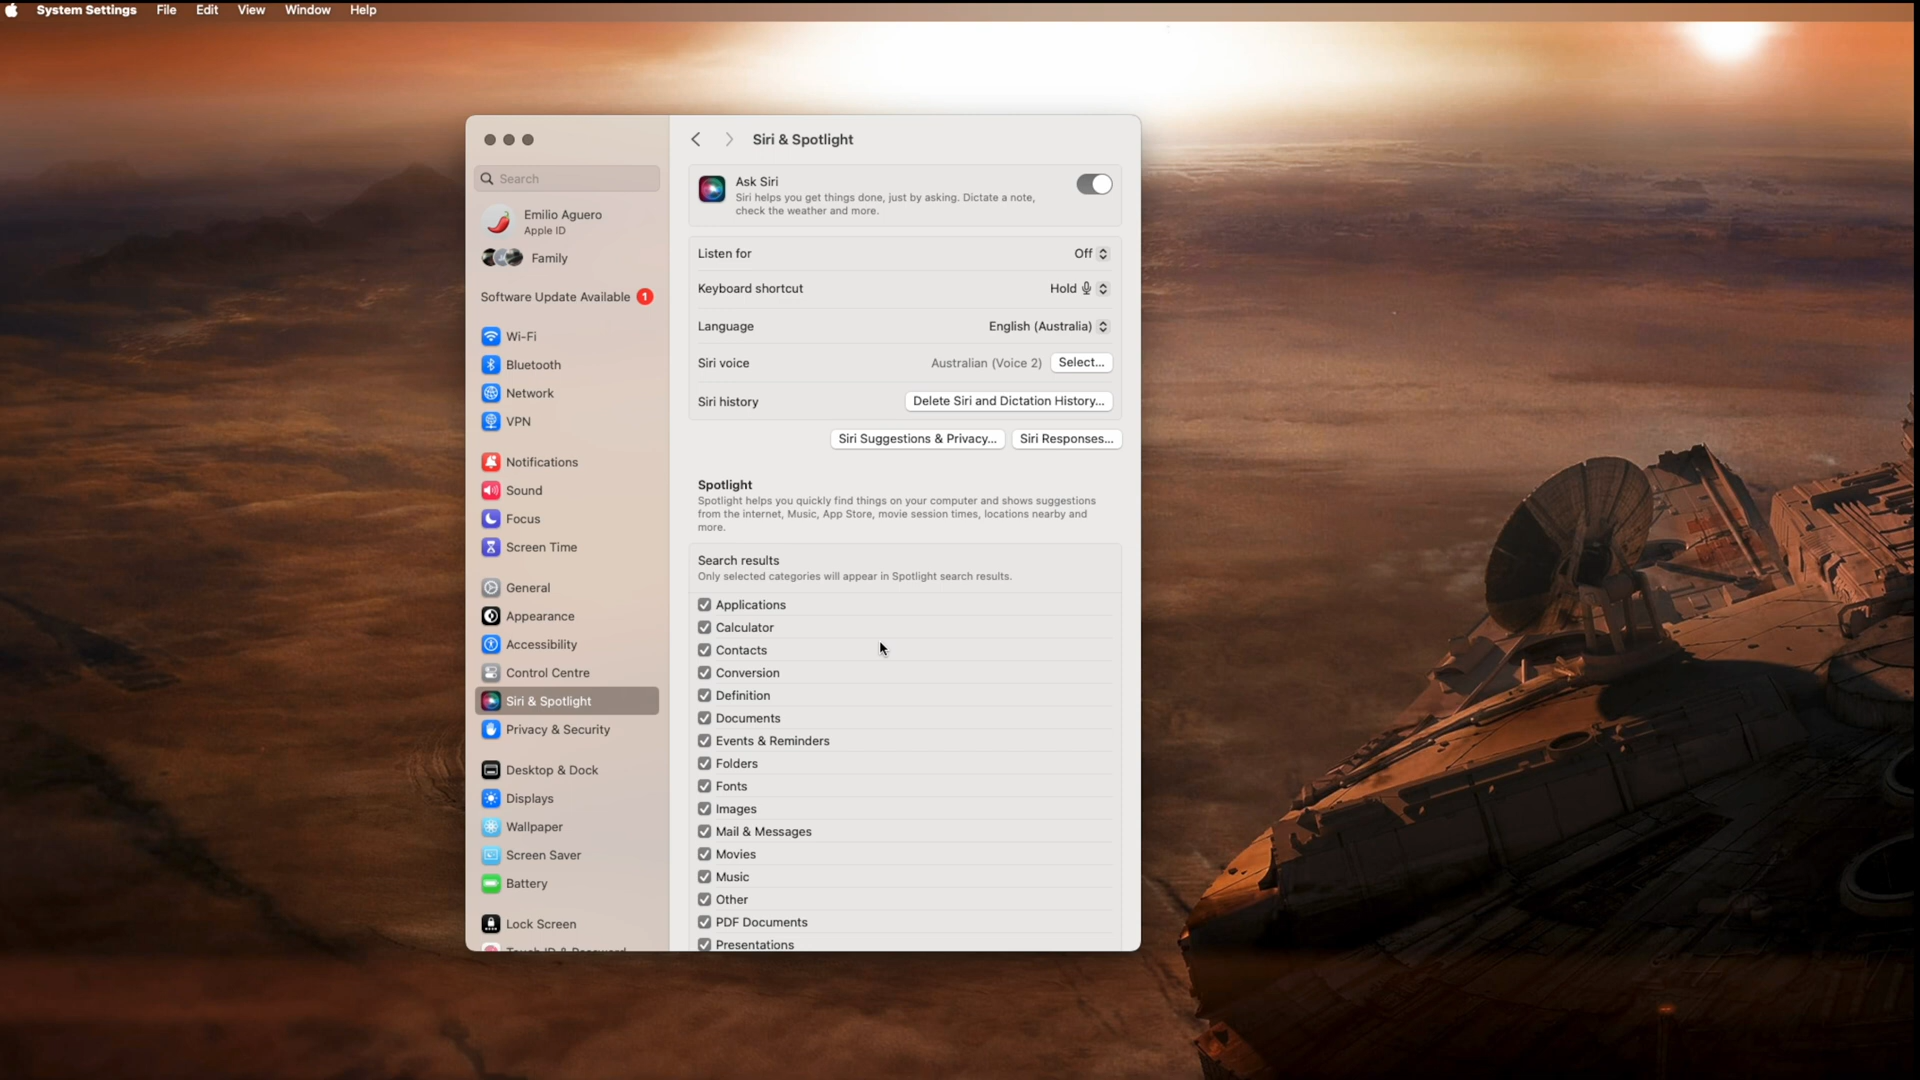 System Settings File Edit View Window Help
Siri & Spotlight
Search
Emilio Aguero
Apple ID
Family
Software Update Available 1
Wi-Fi
Bluetooth
Network
VPN
Notifications
Sound
Focus
Screen Time
General
Appearance
Accessibility
Control Centre
Siri & Spotlight
Privacy & Security
Desktop & Dock
Displays
Wallpaper
Screen Saver
Battery
Lock Screen
Ask Siri
Siri helps you get things done, just by asking. Dictate a note,
check the weather and more.
Listen for Off
Keyboard shortcut Hold
Language English (Australia)
Siri voice Australian (Voice 2) Select...
Siri history Delete Siri and Dictation History...
Siri Suggestions & Privacy... Siri Responses...
Spotlight
Spotlight helps you quickly find things on your computer and shows suggestions
from the internet, Music, App Store, movie session times, locations nearby and
more.
Search results
Only selected categories will appear in Spotlight search results.
Applications
Calculator
Contacts
Conversion
Definition
Documents
Events & Reminders
Folders
Fonts
Images
Mail & Messages
Movies
Music
Other
PDF Documents
Presentations